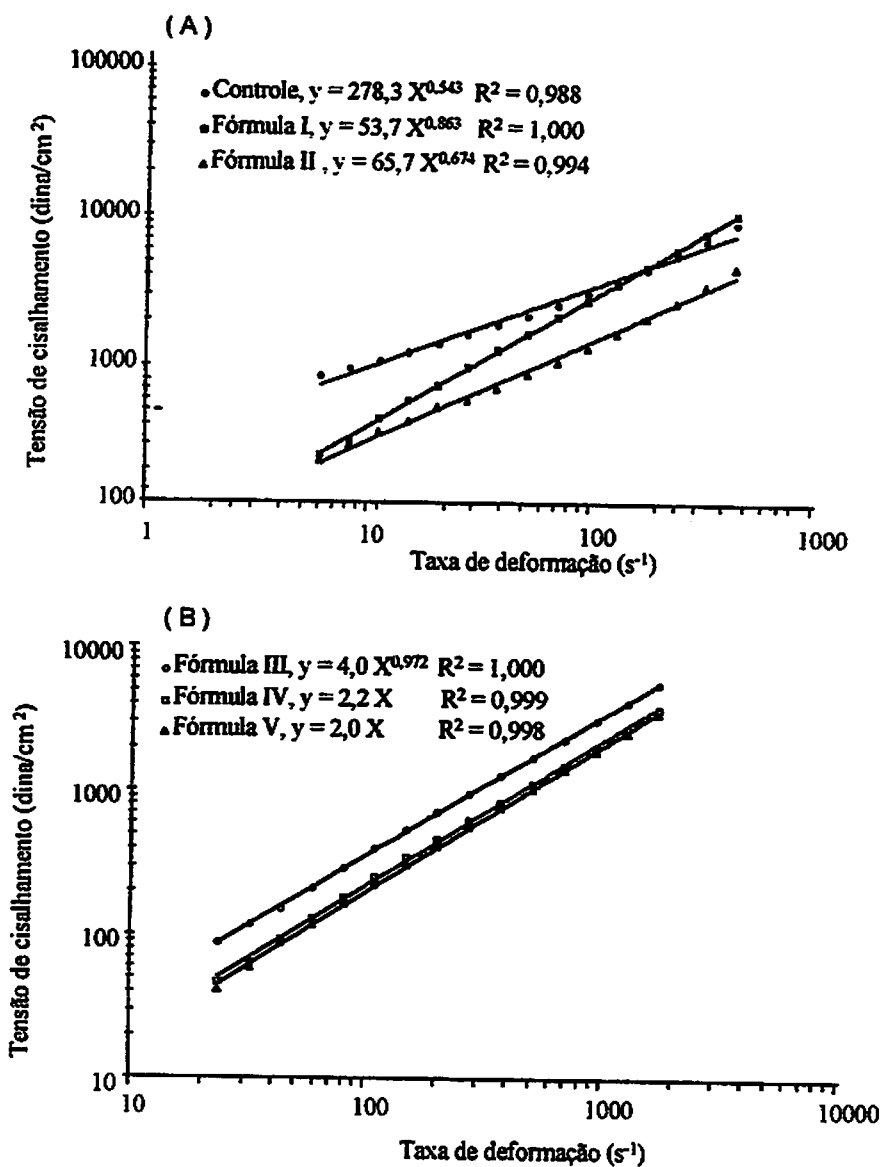 (A)
100000
• Controle, y = 278,3 X^0,543 R² = 0,988
▪ Fórmula I, y = 53,7 X^0,863 R² = 1,000
▲ Fórmula II , y = 65,7 X^0,674 R² = 0,994
10000
1000
100
Tensão de cisalhamento (dina/cm²)
1 10 100 1000
Taxa de deformação (s⁻¹)
(B)
10000
∘ Fórmula III, y = 4,0 X^0,972 R² = 1,000
▫ Fórmula IV, y = 2,2 X R² = 0,999
▲ Fórmula V, y = 2,0 X R² = 0,998
1000
100
10
Tensão de cisalhamento (dina/cm²)
10 100 1000 10000
Taxa de deformação (s⁻¹)